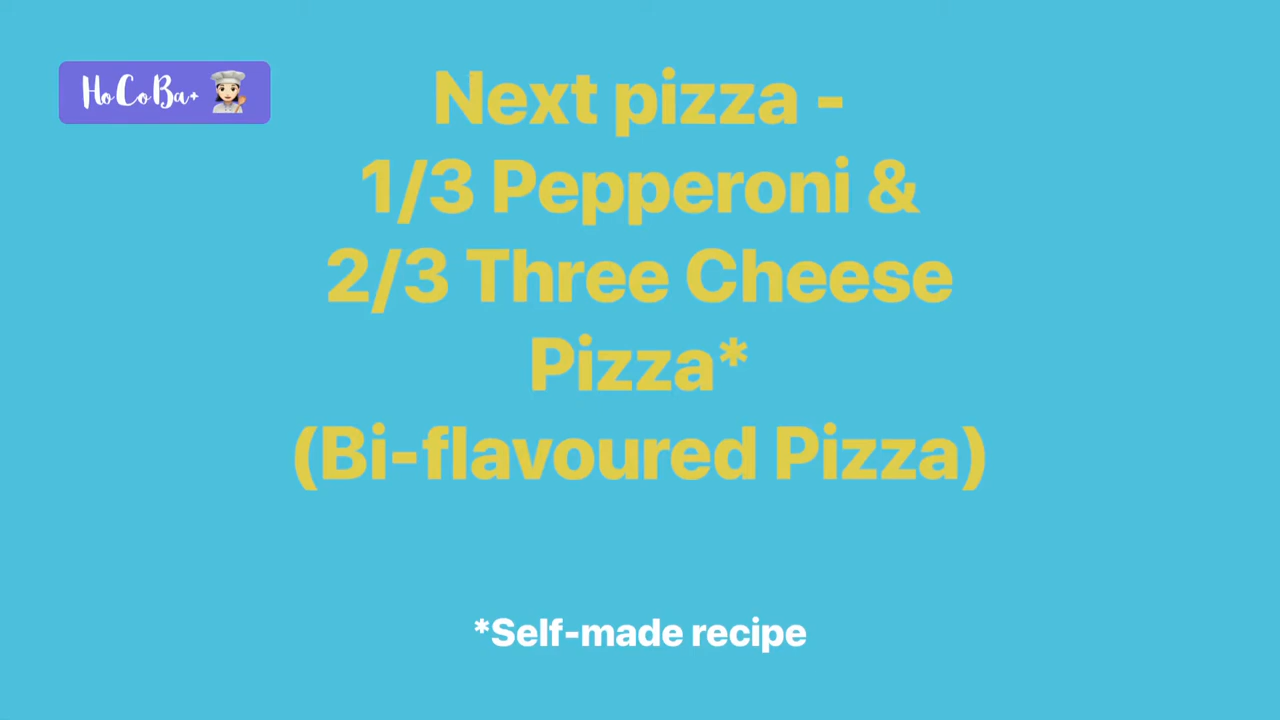 HoCoBa+
Next pizza -
1/3 Pepperoni &
2/3 Three Cheese
Pizza*
(Bi-flavoured Pizza)
*Self-made recipe